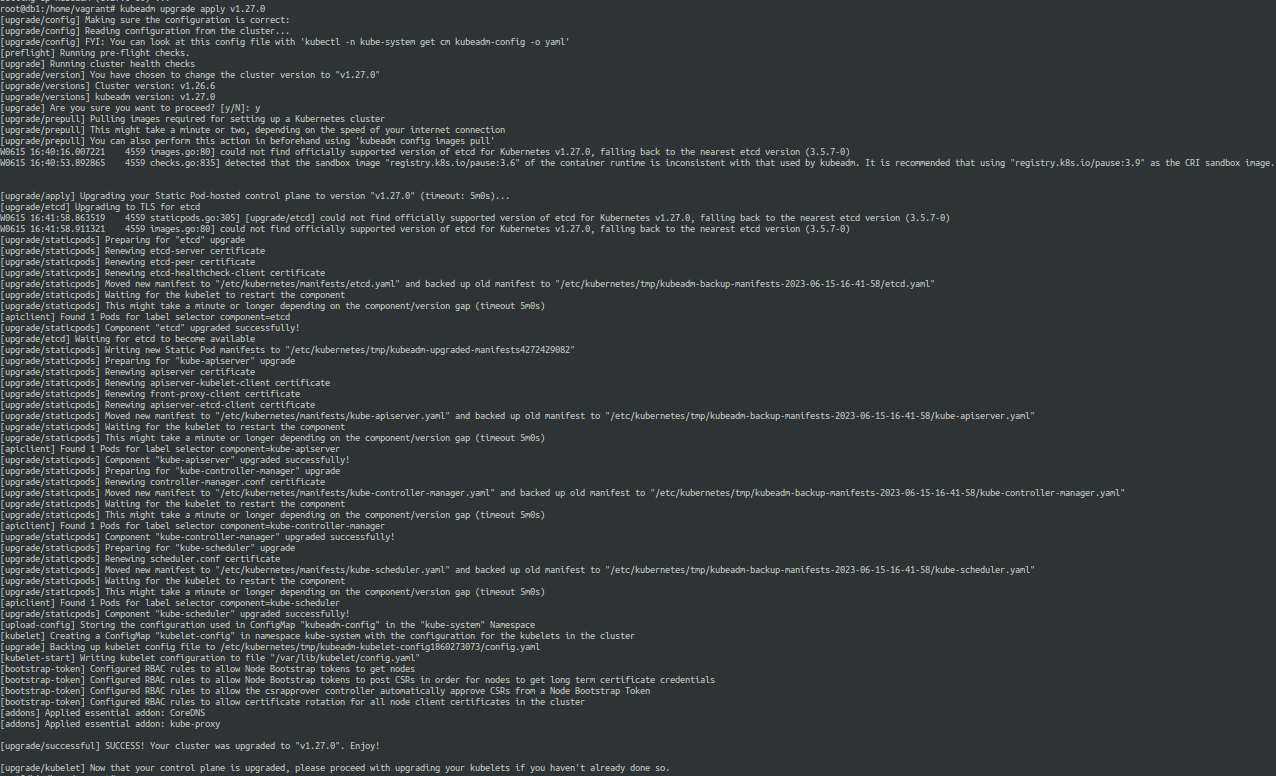 root@db1:/home/vagrant# kubeadm upgrade apply v1.27.0
[upgrade/config] Making sure the configuration is correct:
[upgrade/config] Reading configuration from the cluster...
[upgrade/config] FYI: You can look at this config file with 'kubectl -n kube-system get cm kubeadm-config -o yaml'
[preflight] Running pre-flight checks.
[upgrade] Running cluster health checks
[upgrade/version] You have chosen to change the cluster version to "v1.27.0"
[upgrade/versions] Cluster version: v1.26.6
[upgrade/versions] kubeadm version: v1.27.0
[upgrade] Are you sure you want to proceed? [y/N]: y
[upgrade/prepull] Pulling images required for setting up a Kubernetes cluster
[upgrade/prepull] This might take a minute or two, depending on the speed of your internet connection
[upgrade/prepull] You can also perform this action in beforehand using 'kubeadm config images pull'
W0615 16:40:16.007221    4559 images.go:80] could not find officially supported version of etcd for Kubernetes v1.27.0, falling back to the nearest etcd version (3.5.7-0)
W0615 16:40:53.892865    4559 checks.go:835] detected that the sandbox image "registry.k8s.io/pause:3.6" of the container runtime is inconsistent with that used by kubeadm. It is recommended that using "registry.k8s.io/pause:3.9" as the CRI sandbox image.
[upgrade/apply] Upgrading your Static Pod-hosted control plane to version "v1.27.0" (timeout: 5m0s)...
[upgrade/etcd] Upgrading to TLS for etcd
W0615 16:41:58.863519    4559 staticpods.go:305] [upgrade/etcd] could not find officially supported version of etcd for Kubernetes v1.27.0, falling back to the nearest etcd version (3.5.7-0)
W0615 16:41:58.911321    4559 images.go:80] could not find officially supported version of etcd for Kubernetes v1.27.0, falling back to the nearest etcd version (3.5.7-0)
[upgrade/staticpods] Preparing for "etcd" upgrade
[upgrade/staticpods] Renewing etcd-server certificate
[upgrade/staticpods] Renewing etcd-peer certificate
[upgrade/staticpods] Renewing etcd-healthcheck-client certificate
[upgrade/staticpods] Moved new manifest to "/etc/kubernetes/manifests/etcd.yaml" and backed up old manifest to "/etc/kubernetes/tmp/kubeadm-backup-manifests-2023-06-15-16-41-58/etcd.yaml"
[upgrade/staticpods] Waiting for the kubelet to restart the component
[upgrade/staticpods] This might take a minute or longer depending on the component/version gap (timeout 5m0s)
[apiclient] Found 1 Pods for label selector component=etcd
[upgrade/staticpods] Component "etcd" upgraded successfully!
[upgrade/etcd] Waiting for etcd to become available
[upgrade/staticpods] Writing new Static Pod manifests to "/etc/kubernetes/tmp/kubeadm-upgraded-manifests4272429082"
[upgrade/staticpods] Preparing for "kube-apiserver" upgrade
[upgrade/staticpods] Renewing apiserver certificate
[upgrade/staticpods] Renewing apiserver-kubelet-client certificate
[upgrade/staticpods] Renewing front-proxy-client certificate
[upgrade/staticpods] Renewing apiserver-etcd-client certificate
[upgrade/staticpods] Moved new manifest to "/etc/kubernetes/manifests/kube-apiserver.yaml" and backed up old manifest to "/etc/kubernetes/tmp/kubeadm-backup-manifests-2023-06-15-16-41-58/kube-apiserver.yaml"
[upgrade/staticpods] Waiting for the kubelet to restart the component
[upgrade/staticpods] This might take a minute or longer depending on the component/version gap (timeout 5m0s)
[apiclient] Found 1 Pods for label selector component=kube-apiserver
[upgrade/staticpods] Component "kube-apiserver" upgraded successfully!
[upgrade/staticpods] Preparing for "kube-controller-manager" upgrade
[upgrade/staticpods] Renewing controller-manager.conf certificate
[upgrade/staticpods] Moved new manifest to "/etc/kubernetes/manifests/kube-controller-manager.yaml" and backed up old manifest to "/etc/kubernetes/tmp/kubeadm-backup-manifests-2023-06-15-16-41-58/kube-controller-manager.yaml"
[upgrade/staticpods] Waiting for the kubelet to restart the component
[upgrade/staticpods] This might take a minute or longer depending on the component/version gap (timeout 5m0s)
[apiclient] Found 1 Pods for label selector component=kube-controller-manager
[upgrade/staticpods] Component "kube-controller-manager" upgraded successfully!
[upgrade/staticpods] Preparing for "kube-scheduler" upgrade
[upgrade/staticpods] Renewing scheduler.conf certificate
[upgrade/staticpods] Moved new manifest to "/etc/kubernetes/manifests/kube-scheduler.yaml" and backed up old manifest to "/etc/kubernetes/tmp/kubeadm-backup-manifests-2023-06-15-16-41-58/kube-scheduler.yaml"
[upgrade/staticpods] Waiting for the kubelet to restart the component
[upgrade/staticpods] This might take a minute or longer depending on the component/version gap (timeout 5m0s)
[apiclient] Found 1 Pods for label selector component=kube-scheduler
[upgrade/staticpods] Component "kube-scheduler" upgraded successfully!
[upload-config] Storing the configuration used in ConfigMap "kubeadm-config" in the "kube-system" Namespace
[kubelet] Creating a ConfigMap "kubelet-config" in namespace kube-system with the configuration for the kubelets in the cluster
[upgrade] Backing up kubelet config file to /etc/kubernetes/tmp/kubeadm-kubelet-config1860273073/config.yaml
[kubelet-start] Writing kubelet configuration to file "/var/lib/kubelet/config.yaml"
[bootstrap-token] Configured RBAC rules to allow Node Bootstrap tokens to get nodes
[bootstrap-token] Configured RBAC rules to allow Node Bootstrap tokens to post CSRs in order for nodes to get long term certificate credentials
[bootstrap-token] Configured RBAC rules to allow the csrapprover controller automatically approve CSRs from a Node Bootstrap Token
[bootstrap-token] Configured RBAC rules to allow certificate rotation for all node client certificates in the cluster
[addons] Applied essential addon: CoreDNS
[addons] Applied essential addon: kube-proxy
[upgrade/successful] SUCCESS! Your cluster was upgraded to "v1.27.0". Enjoy!
[upgrade/kubelet] Now that your control plane is upgraded, please proceed with upgrading your kubelets if you haven't already done so.